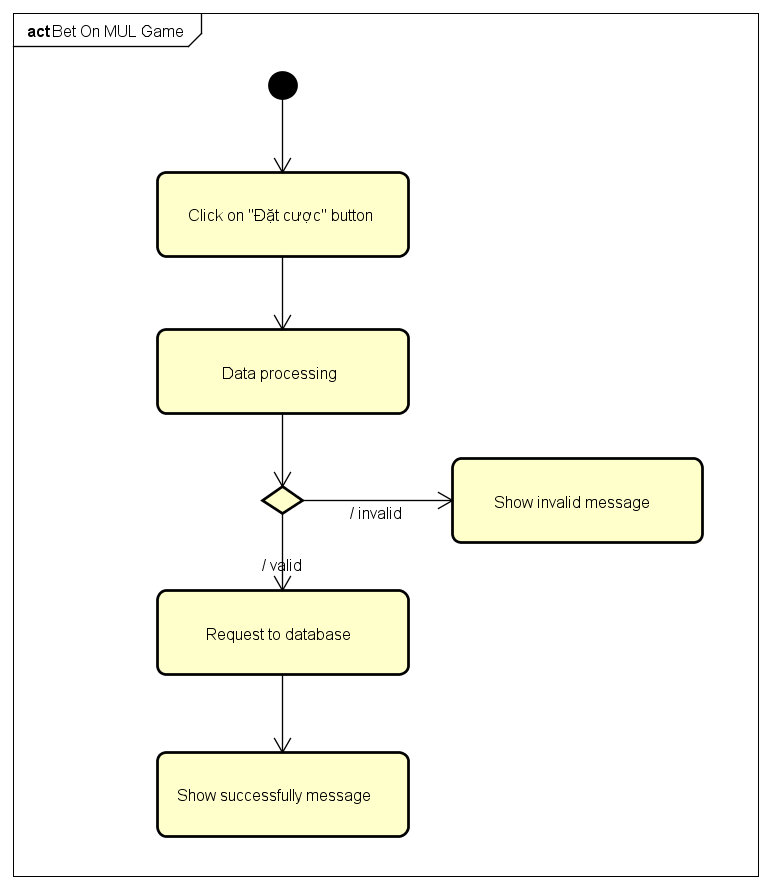 act Bet On MUL Game
Click on "Đặt cược" button
Data processing
Show invalid message
/ invalid
/ valid
Request to database
Show successfully message